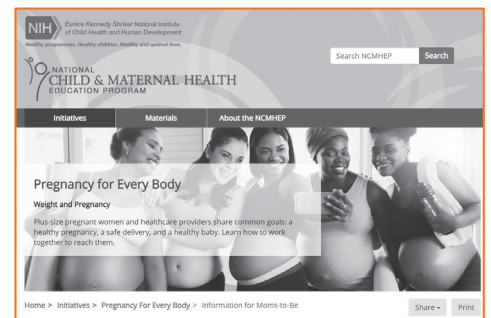 NIH
Eunice Kennedy Shriver National Institute
of Child Health and Human Development
Healthy pregnancies. Healthy children. Healthy and optimal lives.
Search NCMHEP
Search
NATIONAL
CHILD & MATERNAL HEALTH
EDUCATION PROGRAM
Initiatives
Materials
About the NCMHEP
Pregnancy for Every Body
Weight and Pregnancy
Plus-size pregnant women and healthcare providers share common goals: a
healthy pregnancy, a safe delivery, and a healthy baby. Learn how to work
together to reach them.
Home > Initiatives > Pregnancy For Every Body > Information for Moms-to-Be
Share
Print